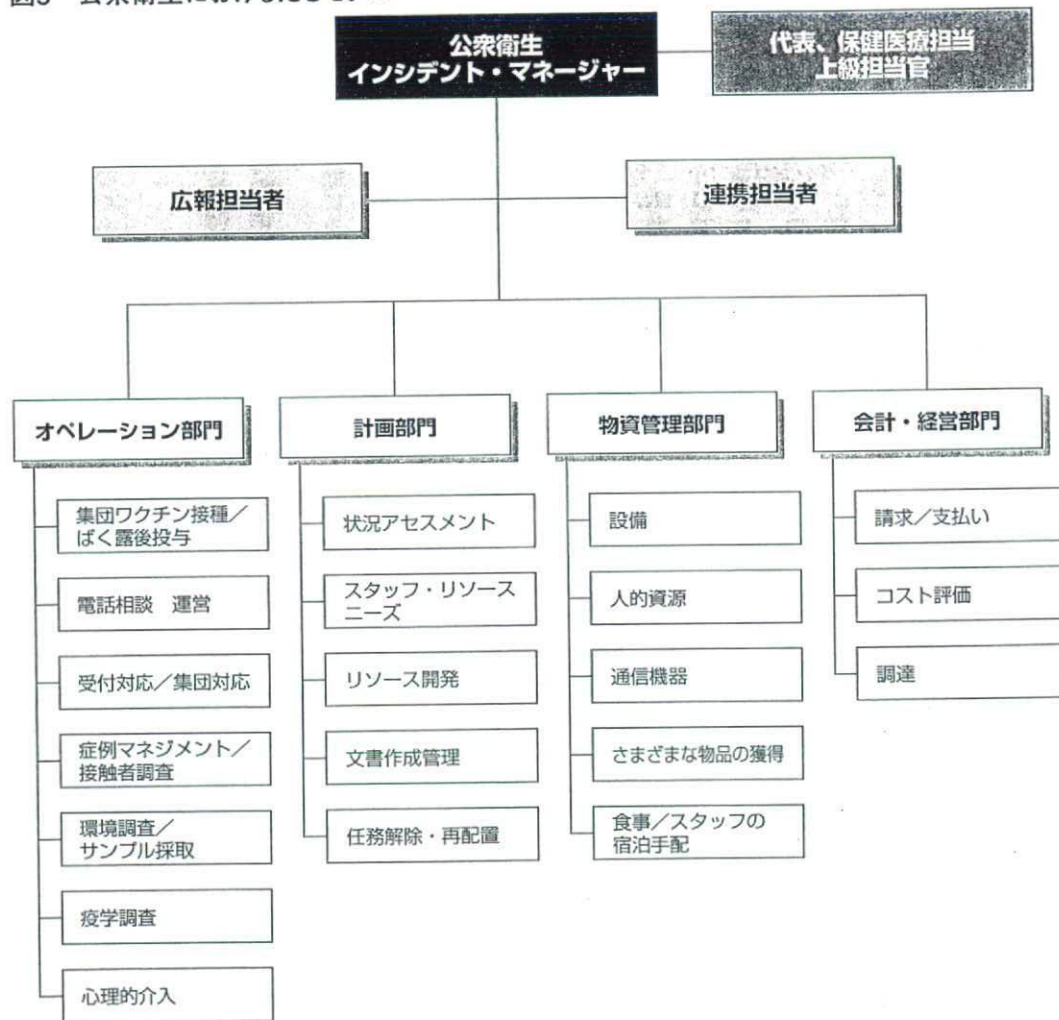 公衆衛生
インシデント・マネージャー
代表、保健医療担当
上級担当官
広報担当者
連携担当者
オペレーション部門
集団ワクチン接種／
ばく露後投与
電話相談　運営
受付対応／集団対応
症例マネジメント／
接触者調査
環境調査／
サンプル採取
疫学調査
心理的介入
計画部門
状況アセスメント
スタッフ・リソース
ニーズ
リソース開発
文書作成管理
任務解除・再配置
物資管理部門
設備
人的資源
通信機器
さまざまな物品の獲得
食事／スタッフの
宿泊手配
会計・経営部門
請求／支払い
コスト評価
調達